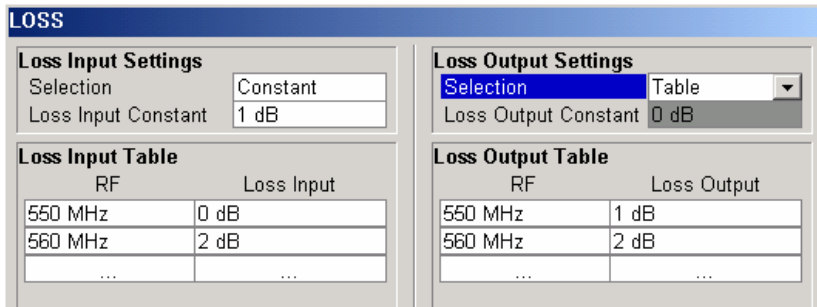 LOSS
Loss Input Settings
Selection Constant
Loss Input Constant 1 dB
Loss Input Table
RF Loss Input
550 MHz 0 dB
560 MHz 2 dB
... ...
Loss Output Settings
Selection Table
Loss Output Constant 0 dB
Loss Output Table
RF Loss Output
550 MHz 1 dB
560 MHz 2 dB
... ...